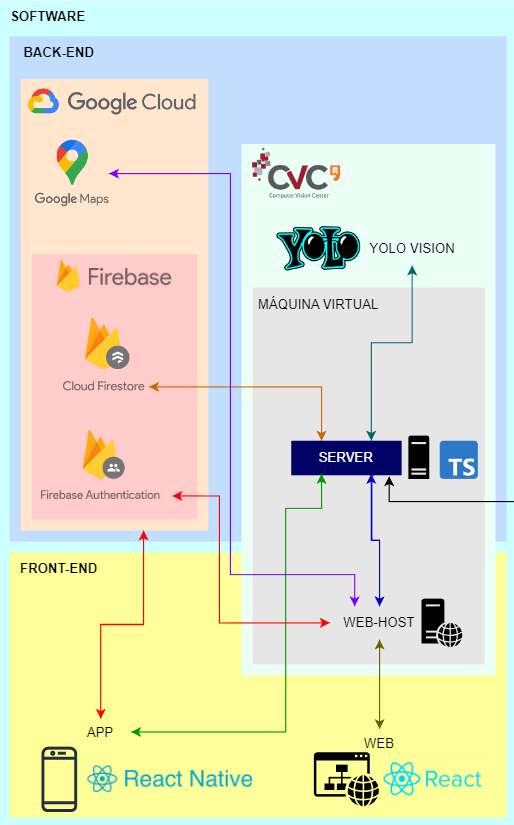 SOFTWARE
BACK-END
Google Cloud
Google Maps
CVC
Computer Vision Center
YOLO
YOLO VISION
Firebase
MÁQUINA VIRTUAL
Cloud Firestore
SERVER
TS
Firebase Authentication
FRONT-END
WEB-HOST
APP
WEB
React Native
React